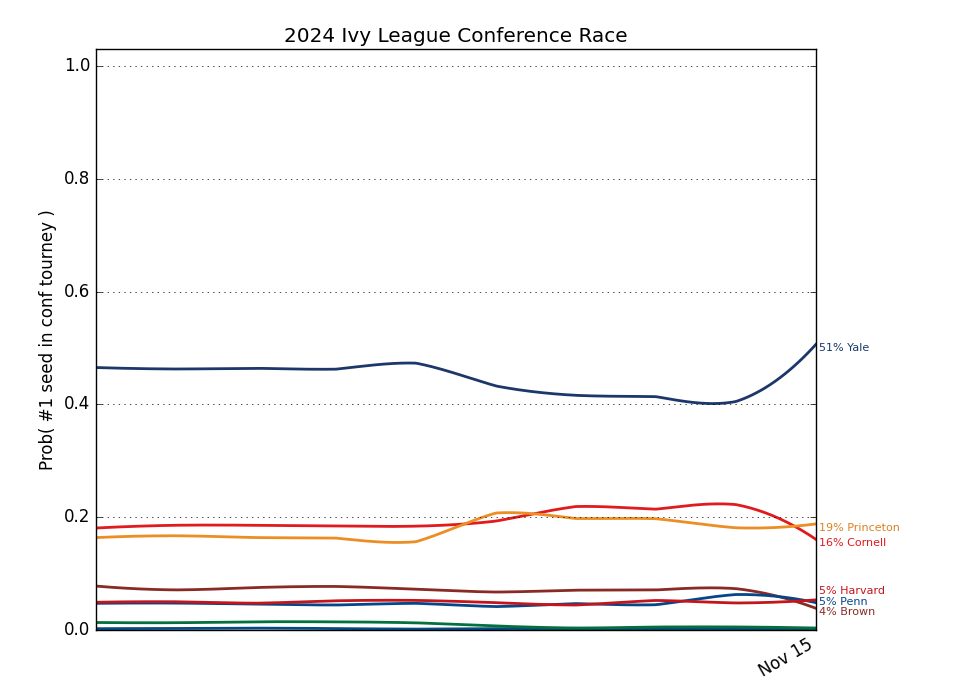 2024 Ivy League Conference Race
1.0
0.8
0.6
0.4
0.2
0.0
Prob( #1 seed in conf tourney )
51% Yale
19% Princeton
16% Cornell
5% Harvard
5% Penn
4% Brown
Nov 15